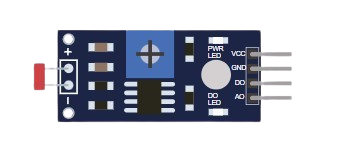 +
PWR
LED
VCC
GND
DO
AO
DO
LED
−